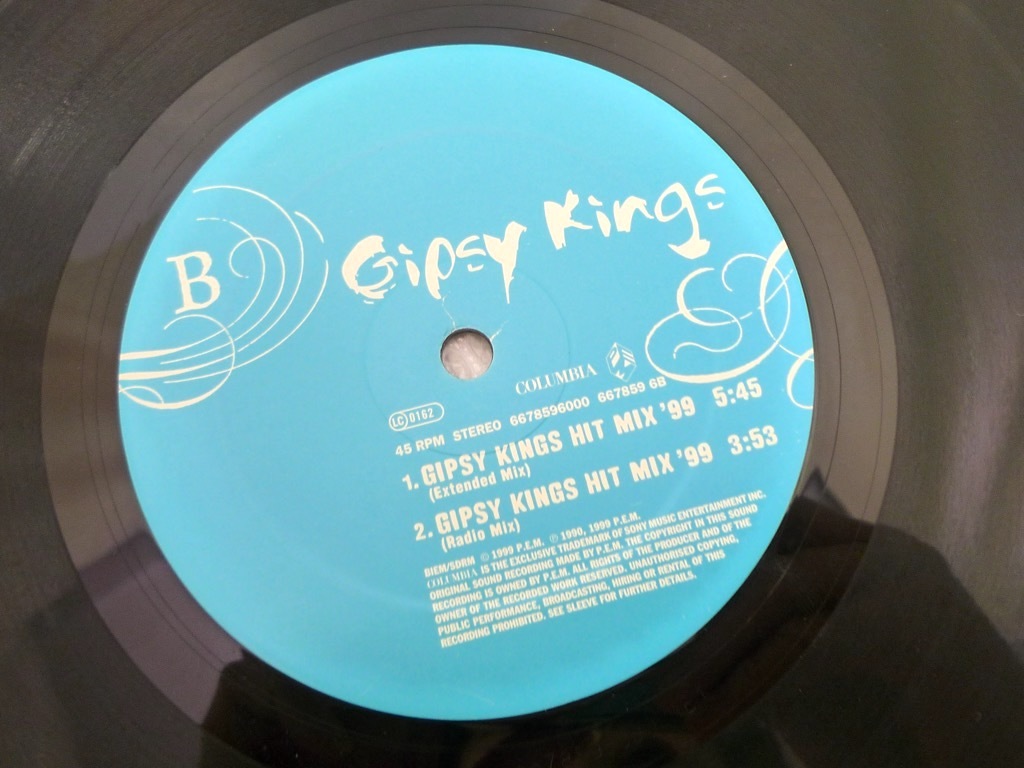 B
Gipsy Kings
COLUMBIA
LC 0162
45 RPM STEREO 6678596000 667859 6B
1. GIPSY KINGS HIT MIX '99 5:45
(Extended Mix)
2. GIPSY KINGS HIT MIX '99 3:53
(Radio Mix)
BIEM/SDRM © 1999 P.E.M. ℗ 1990, 1999 P.E.M.
COLUMBIA IS THE EXCLUSIVE TRADEMARK OF SONY MUSIC ENTERTAINMENT INC.
ORIGINAL SOUND RECORDING MADE BY P.E.M. THE COPYRIGHT IN THIS SOUND
RECORDING IS OWNED BY P.E.M. ALL RIGHTS OF THE PRODUCER AND OF THE
OWNER OF THE RECORDED WORK RESERVED. UNAUTHORISED COPYING,
PUBLIC PERFORMANCE, BROADCASTING, HIRING OR RENTAL OF THIS
RECORDING PROHIBITED. SEE SLEEVE FOR FURTHER DETAILS.